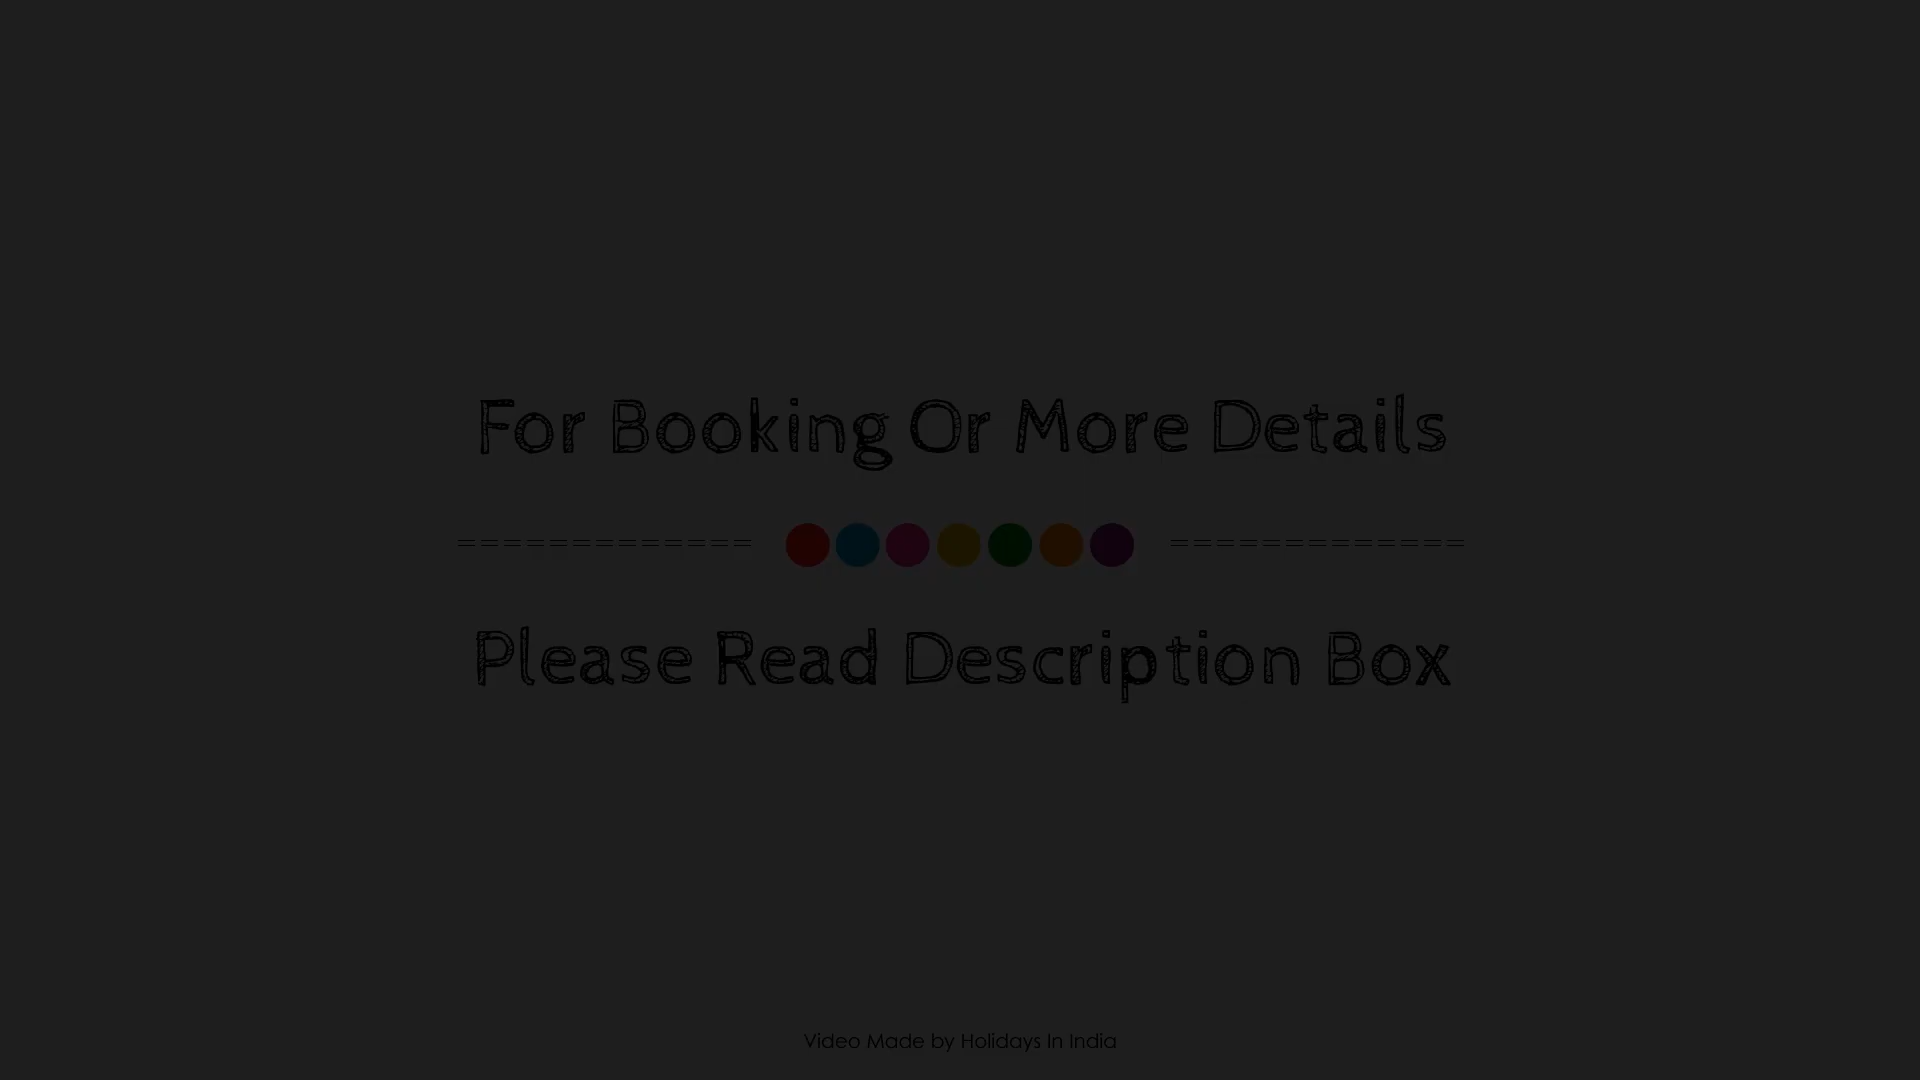 For Booking Or More Details
============= =============
Please Read Description Box
Video Made by Holidays In India